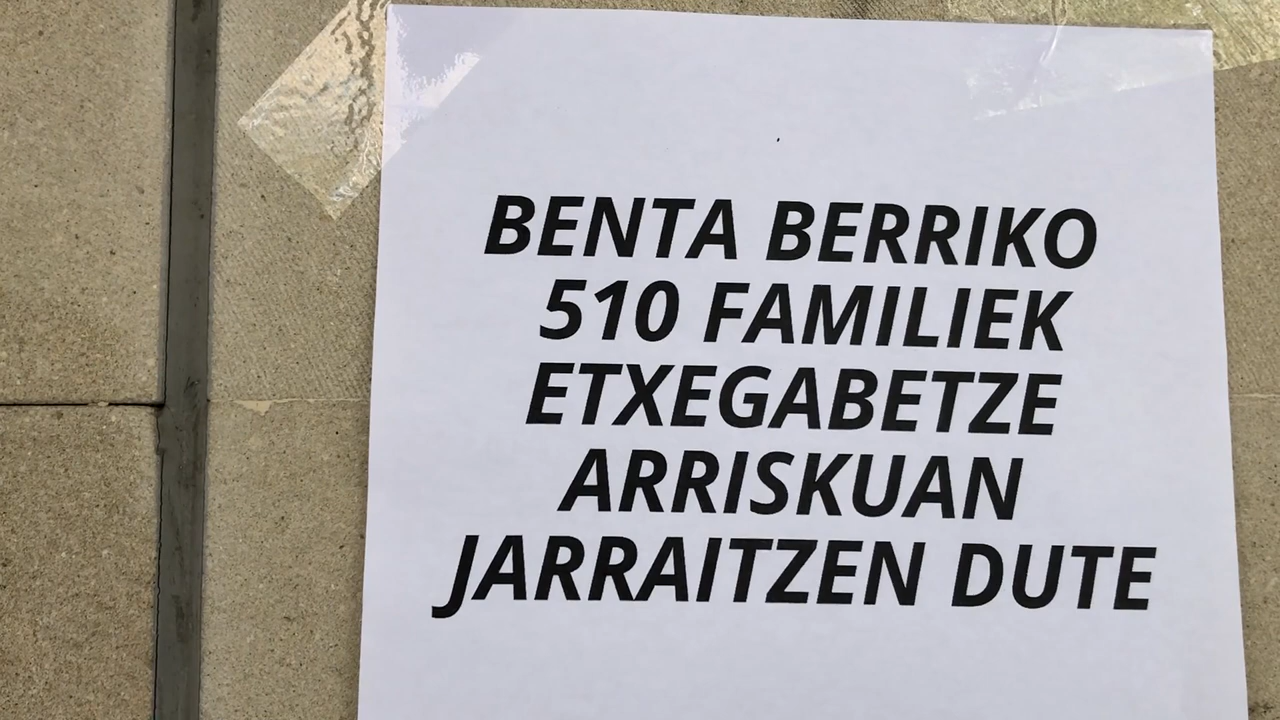 BENTA BERRIKO
510 FAMILIEK
ETXEGABETZE
ARRISKUAN
JARRAITZEN DUTE